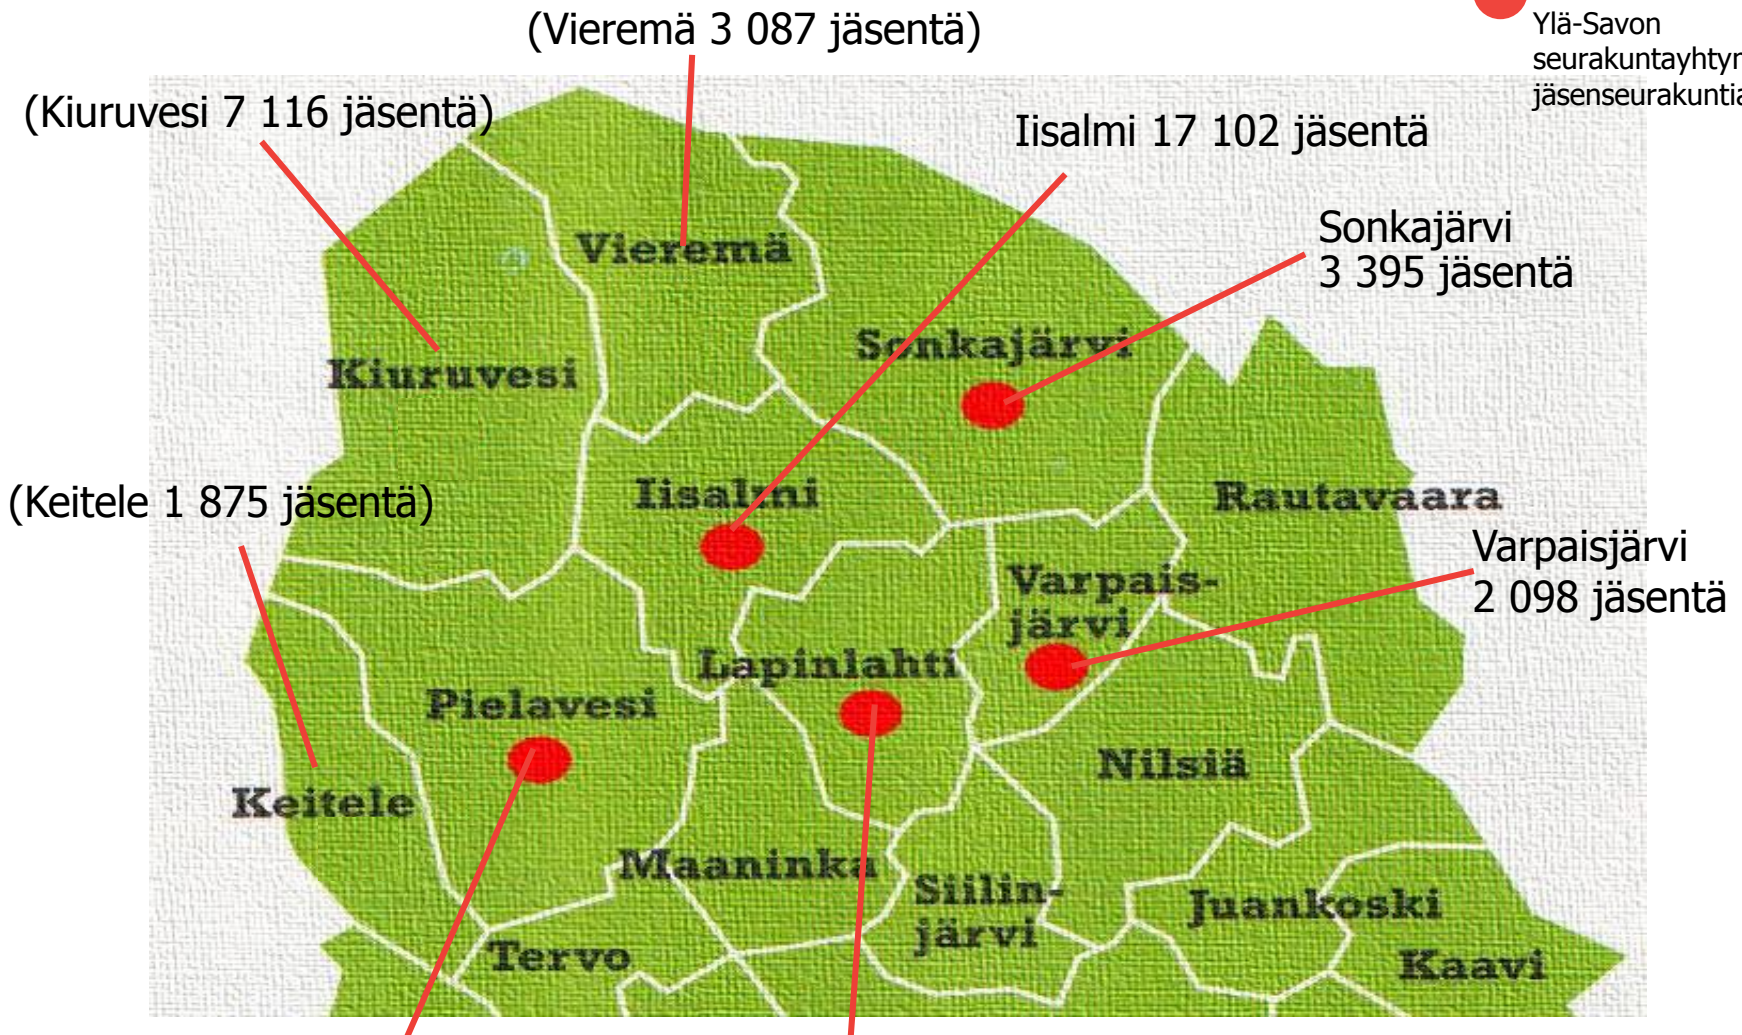 (Vieremä 3 087 jäsentä)
Ylä-Savon
seurakuntayhtyn
jäsenseurakuntia
(Kiuruvesi 7 116 jäsentä)
Iisalmi 17 102 jäsentä
Sonkajärvi
3 395 jäsentä
Vieremä
Sonkajärvi
Kiuruvesi
(Keitele 1 875 jäsentä)
Iisalmi
Rautavaara
Varpaisjärvi
2 098 jäsentä
Varpais-
järvi
Lapinlahti
Pielavesi
Nilsiä
Keitele
Maaninka
Siilin-
järvi
Juankoski
Tervo
Kaavi